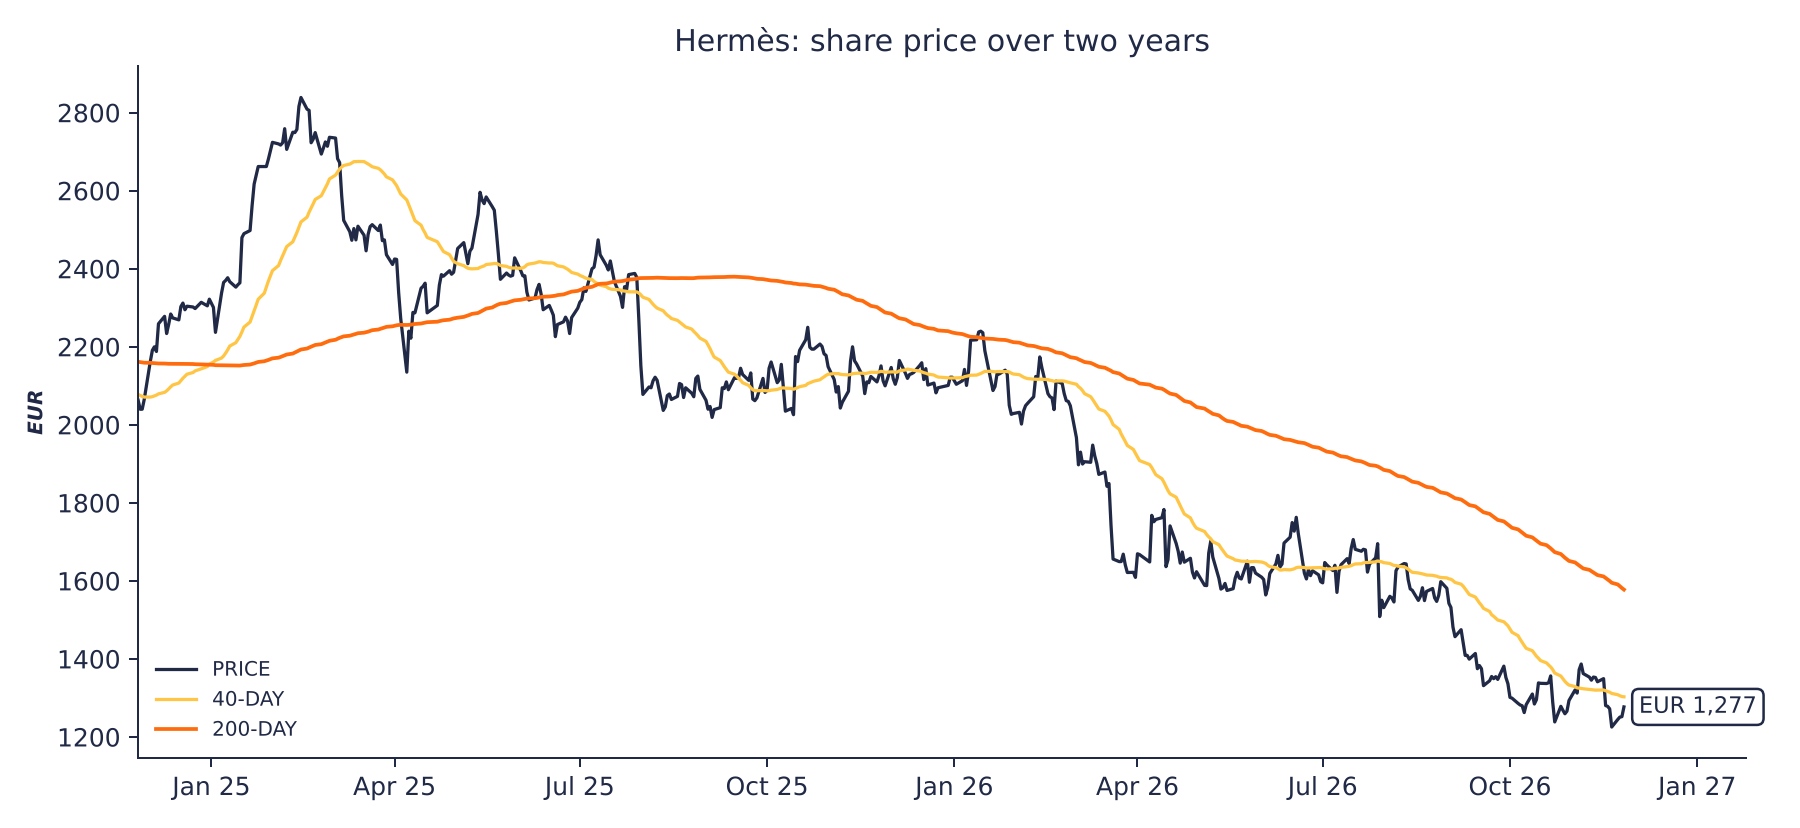 Hermès: share price over two years
EUR
2800
2600
2400
2200
2000
1800
1600
1400
1200
PRICE
40-DAY
200-DAY
EUR 1,277
Jan 25 Apr 25 Jul 25 Oct 25 Jan 26 Apr 26 Jul 26 Oct 26 Jan 27